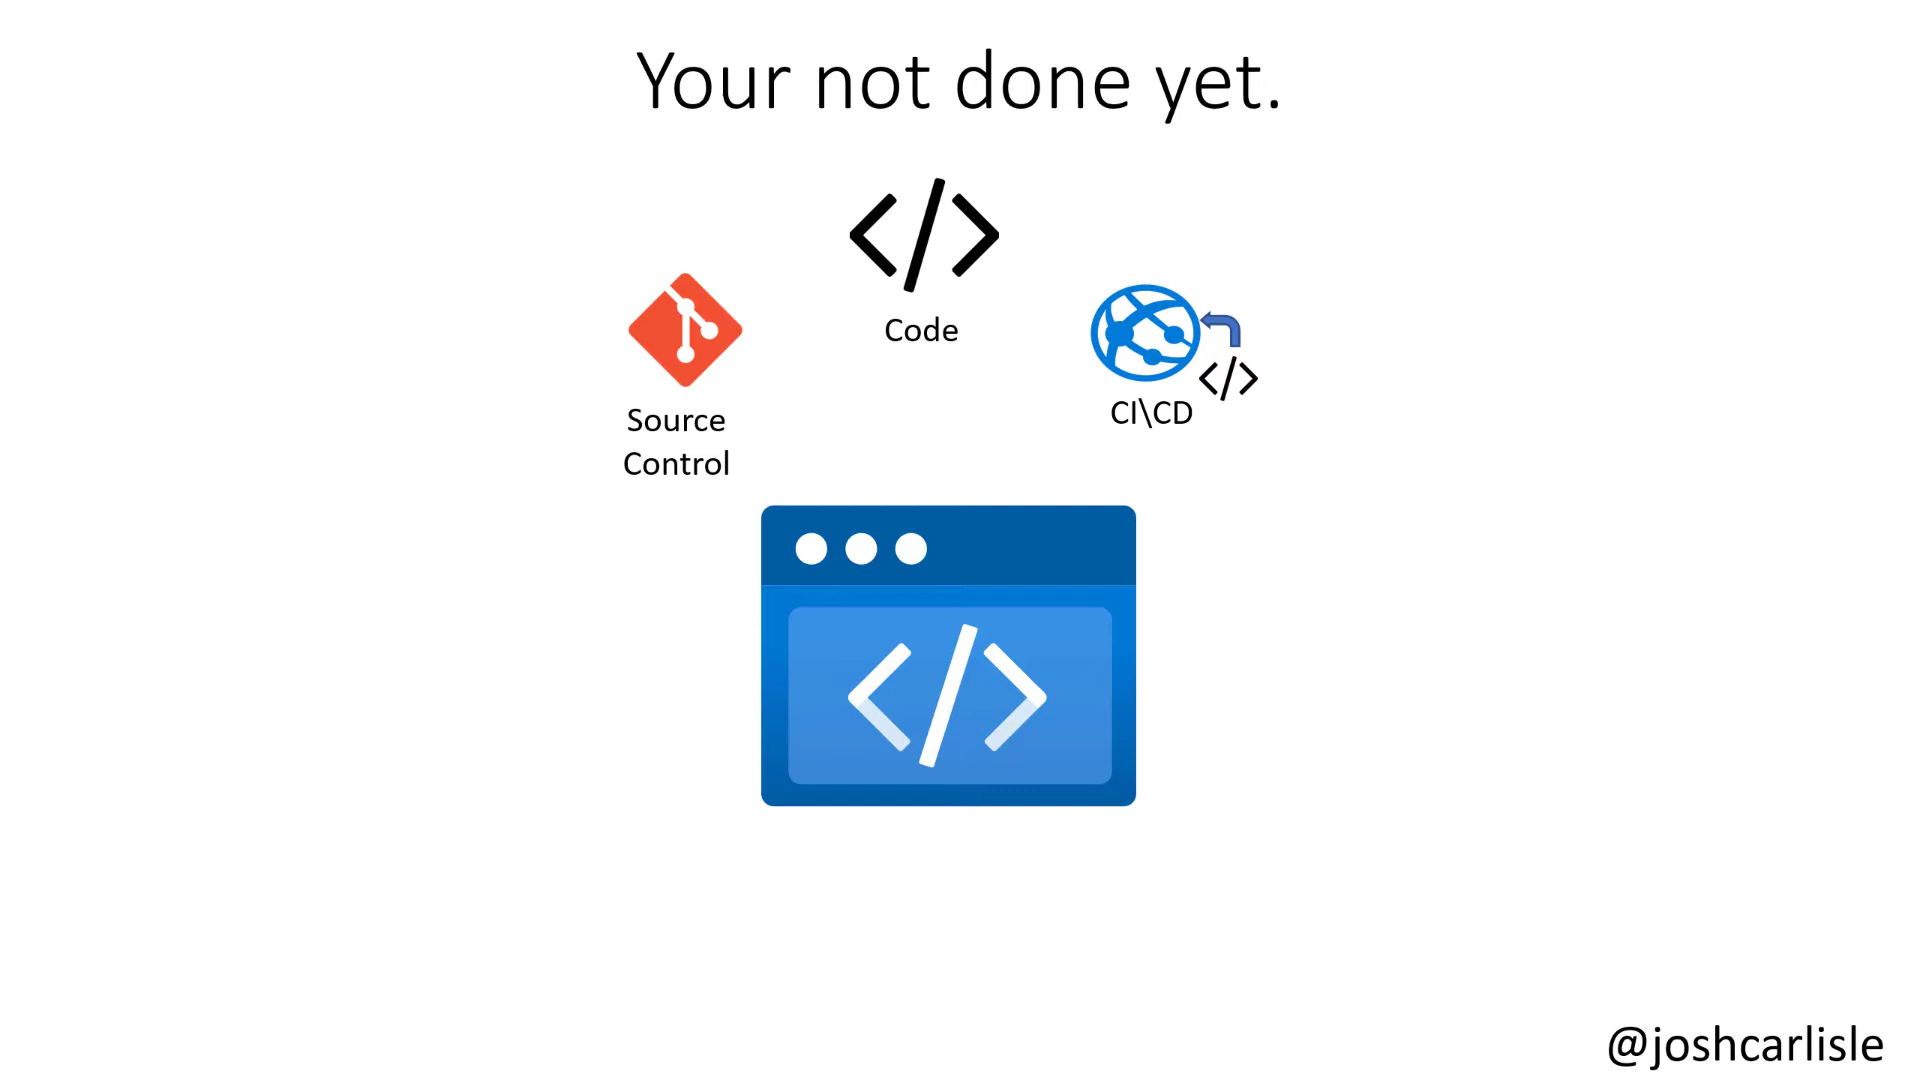 Your not done yet.
Code
Source
Control
CI\CD
@joshcarlisle